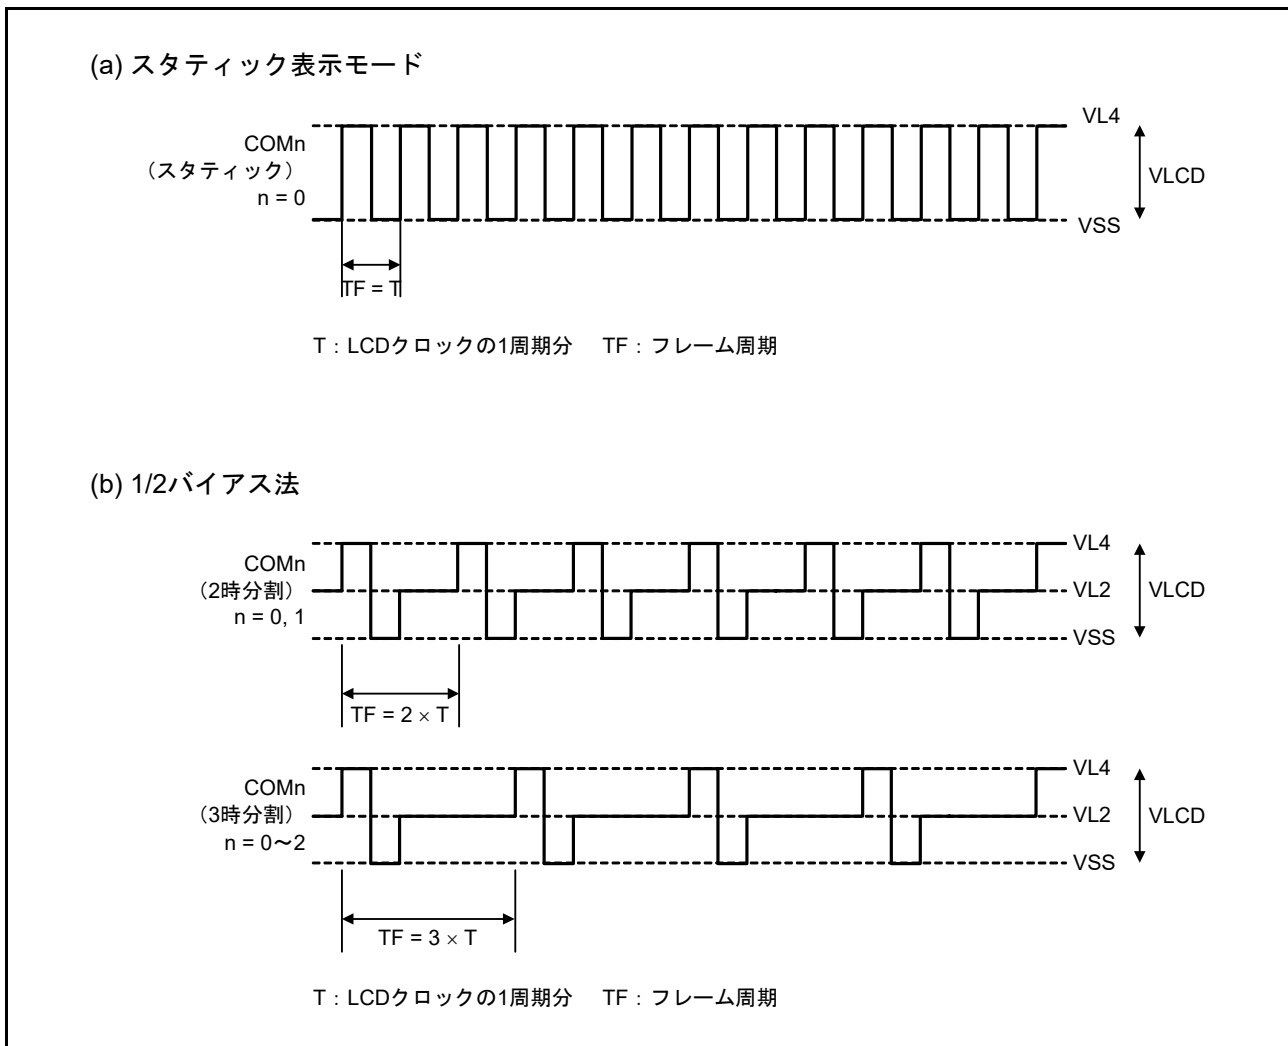 (a) スタティック表示モード
COMn
（スタティック）
n = 0
VL4
VLCD
VSS
TF = T
T：LCDクロックの1周期分 TF：フレーム周期
(b) 1/2バイアス法
COMn
（2時分割）
n = 0, 1
VL4
VL2
VLCD
VSS
TF = 2 × T
COMn
（3時分割）
n = 0～2
VL4
VL2
VLCD
VSS
TF = 3 × T
T：LCDクロックの1周期分 TF：フレーム周期